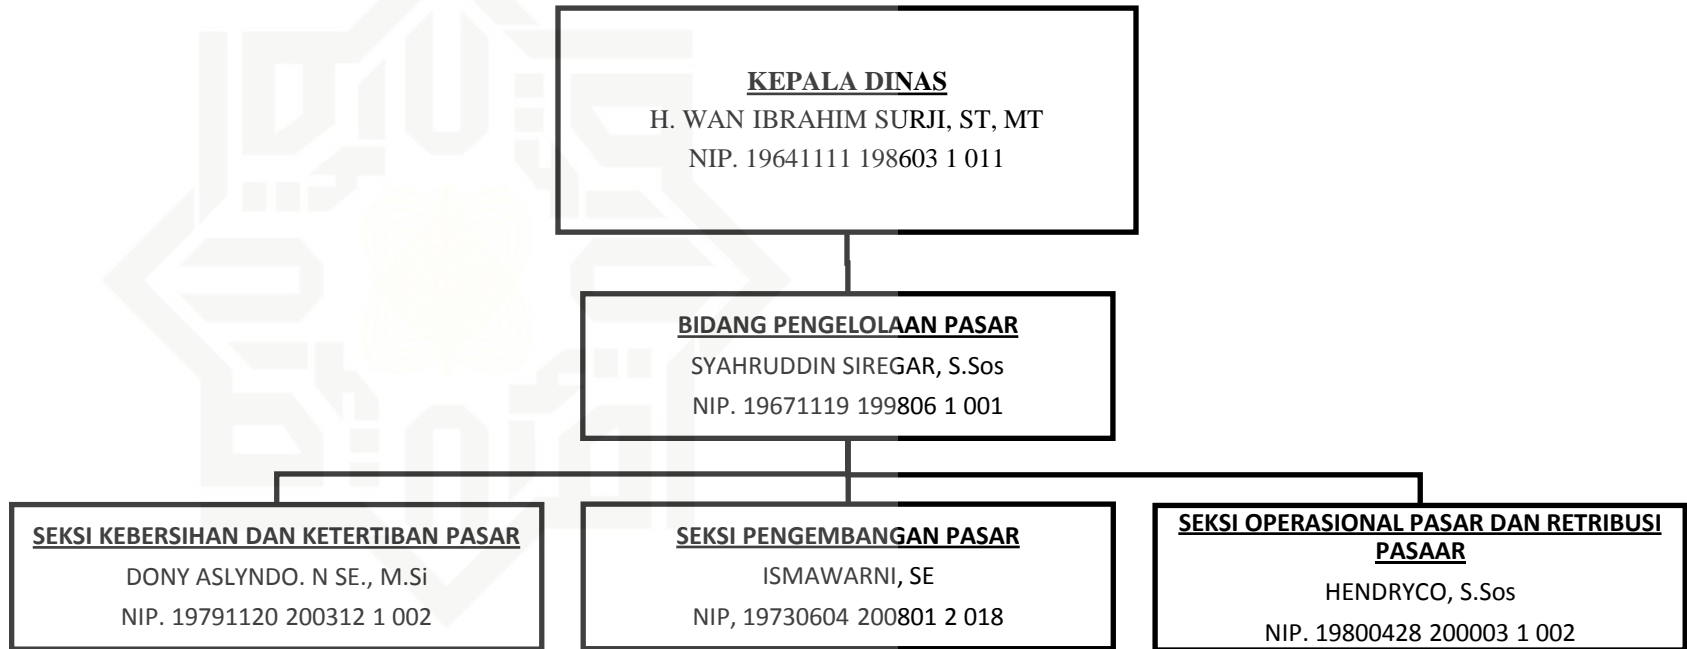 KEPALA DINAS
H. WAN IBRAHIM SURJI, ST, MT
NIP. 19641111 198603 1 011
BIDANG PENGELOLAAN PASAR
SYAHRUDDIN SIREGAR, S.Sos
NIP. 19671119 199806 1 001
SEKSI KEBERSIHAN DAN KETERTIBAN PASAR
DONY ASLYNDO. N SE., M.Si
NIP. 19791120 200312 1 002
SEKSI PENGEMBANGAN PASAR
ISMAWARNI, SE
NIP, 19730604 200801 2 018
SEKSI OPERASIONAL PASAR DAN RETRIBUSI
PASAAR
HENDRYCO, S.Sos
NIP. 19800428 200003 1 002